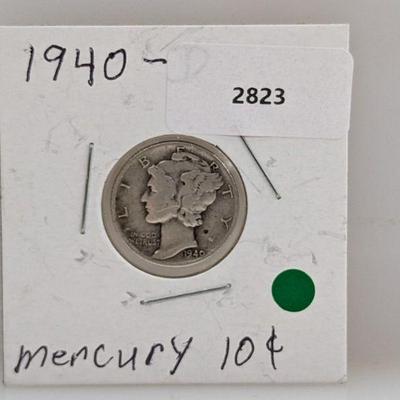 1940-
2823
LIBERTY
IN GOD
WE TRUST
1940
mercury 10¢